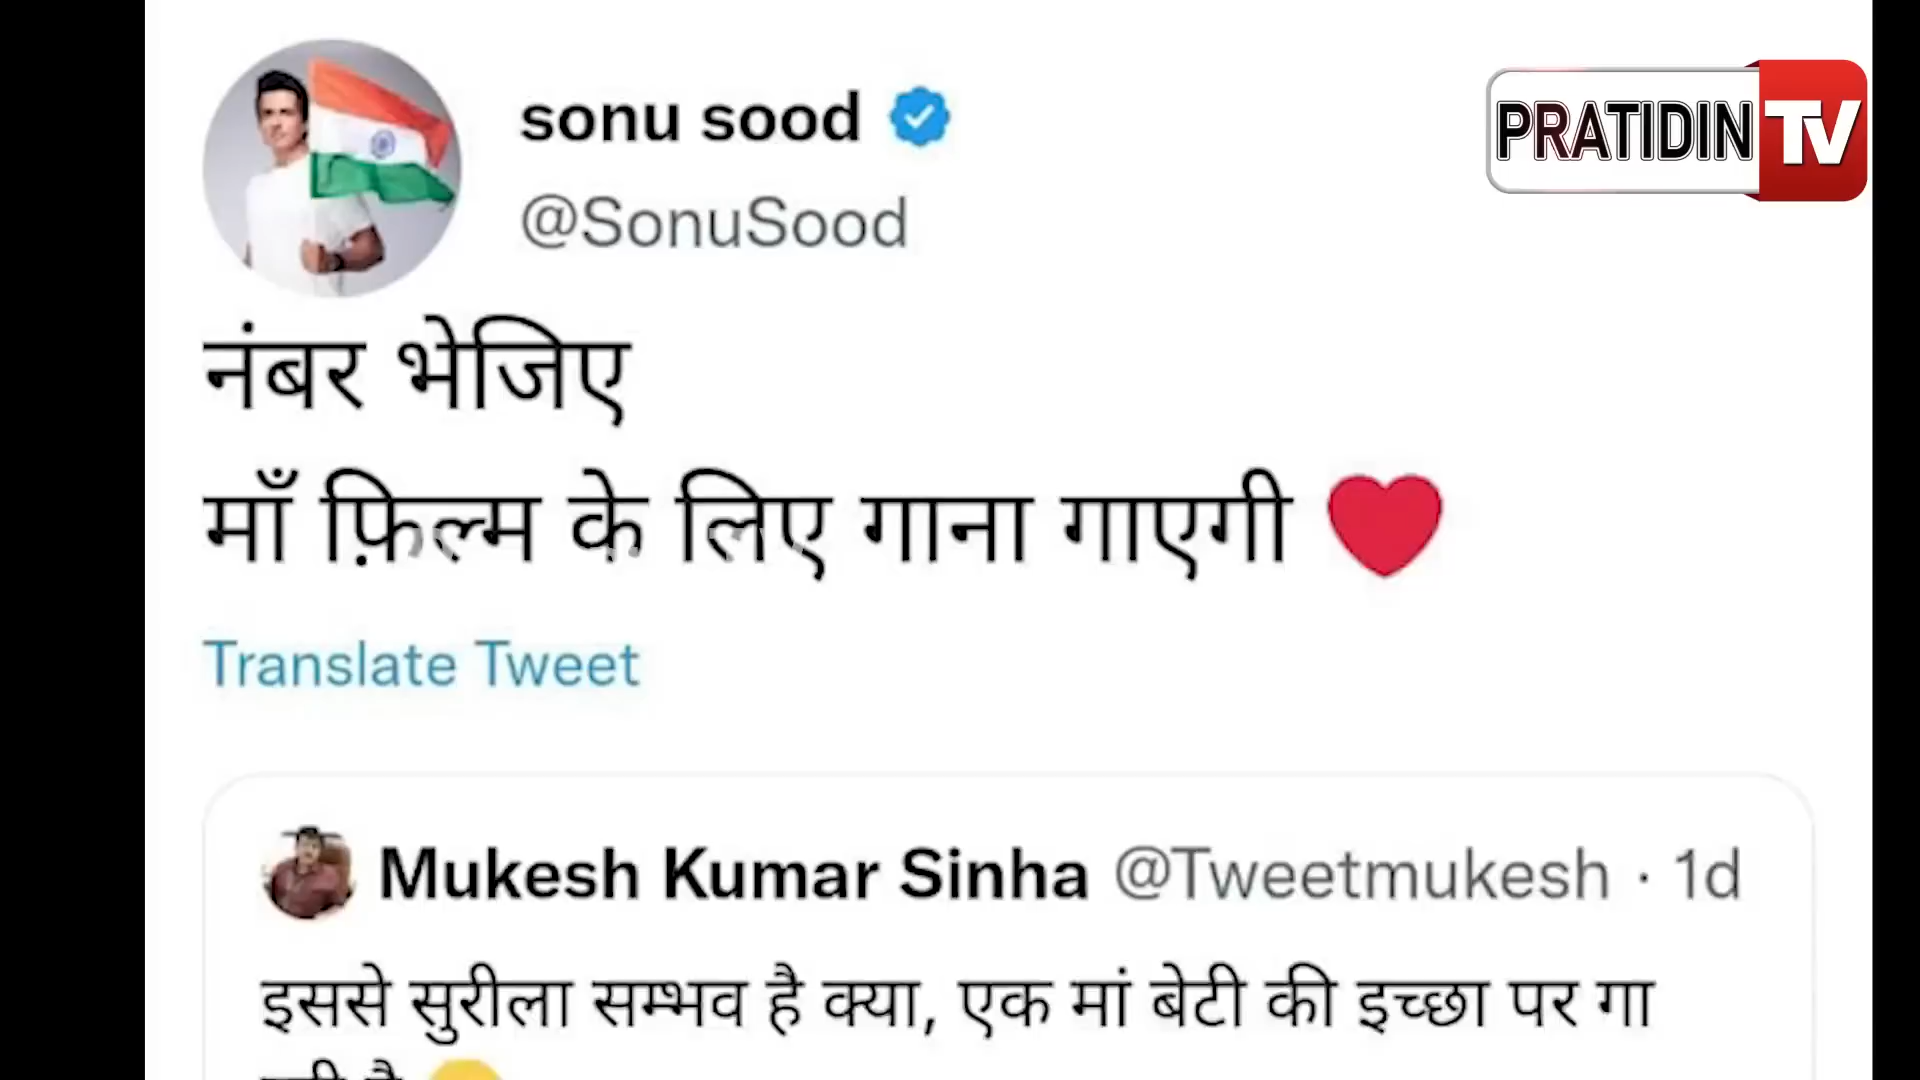 sonu sood
@SonuSood
PRATIDIN TV
नंबर भेजिए
माँ फ़िल्म के लिए गाना गाएगी ❤️
Translate Tweet
Mukesh Kumar Sinha @Tweetmukesh · 1d
इससे सुरीला सम्भव है क्या, एक मां बेटी की इच्छा पर गा